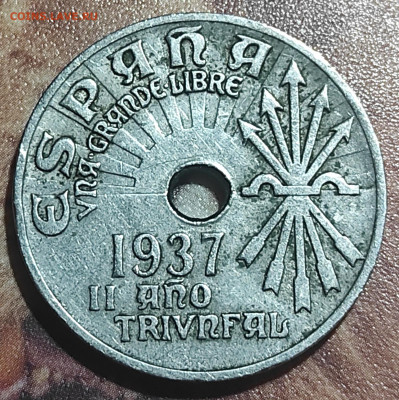 ESPAÑA
VNA GRANDE LIBRE
1937
II AÑO
TRIVNFAL